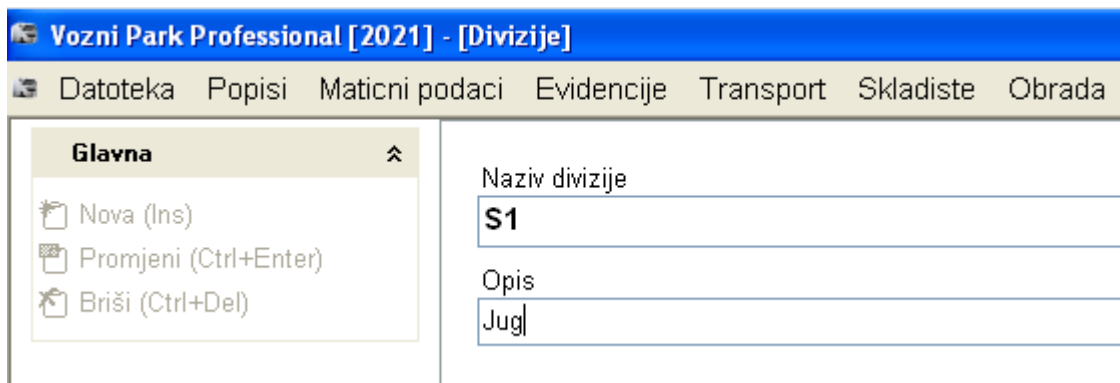 Vozni Park Professional [2021] - [Divizije]
Datoteka Popisi Maticni podaci Evidencije Transport Skladiste Obrada
Glavna
Nova (Ins)
Promjeni (Ctrl+Enter)
Briši (Ctrl+Del)
Naziv divizije
S1
Opis
Jug